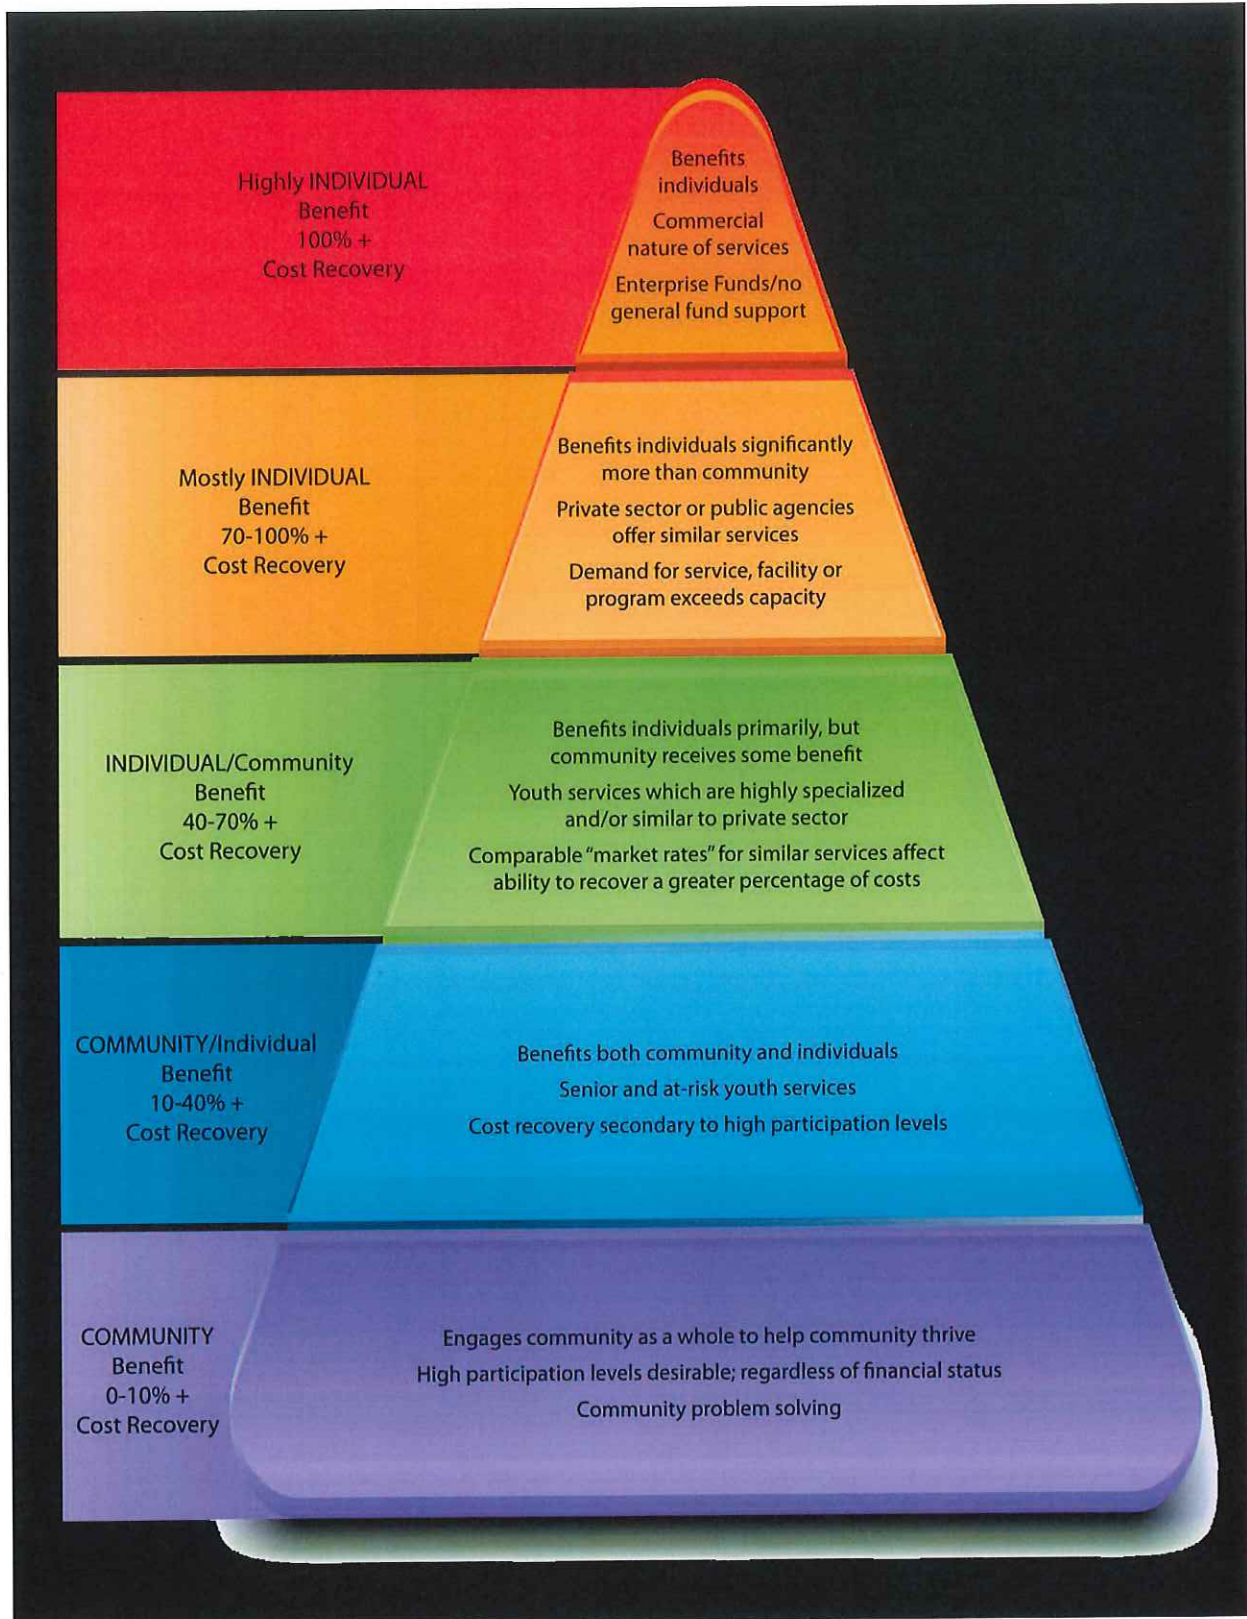 Highly INDIVIDUAL
Benefit
100% +
Cost Recovery
Benefits
individuals
Commercial
nature of services
Enterprise Funds/no
general fund support
Mostly INDIVIDUAL
Benefit
70-100% +
Cost Recovery
Benefits individuals significantly
more than community
Private sector or public agencies
offer similar services
Demand for service, facility or
program exceeds capacity
INDIVIDUAL/Community
Benefit
40-70% +
Cost Recovery
Benefits individuals primarily, but
community receives some benefit
Youth services which are highly specialized
and/or similar to private sector
Comparable "market rates" for similar services affect
ability to recover a greater percentage of costs
COMMUNITY/Individual
Benefit
10-40% +
Cost Recovery
Benefits both community and individuals
Senior and at-risk youth services
Cost recovery secondary to high participation levels
COMMUNITY
Benefit
0-10% +
Cost Recovery
Engages community as a whole to help community thrive
High participation levels desirable; regardless of financial status
Community problem solving